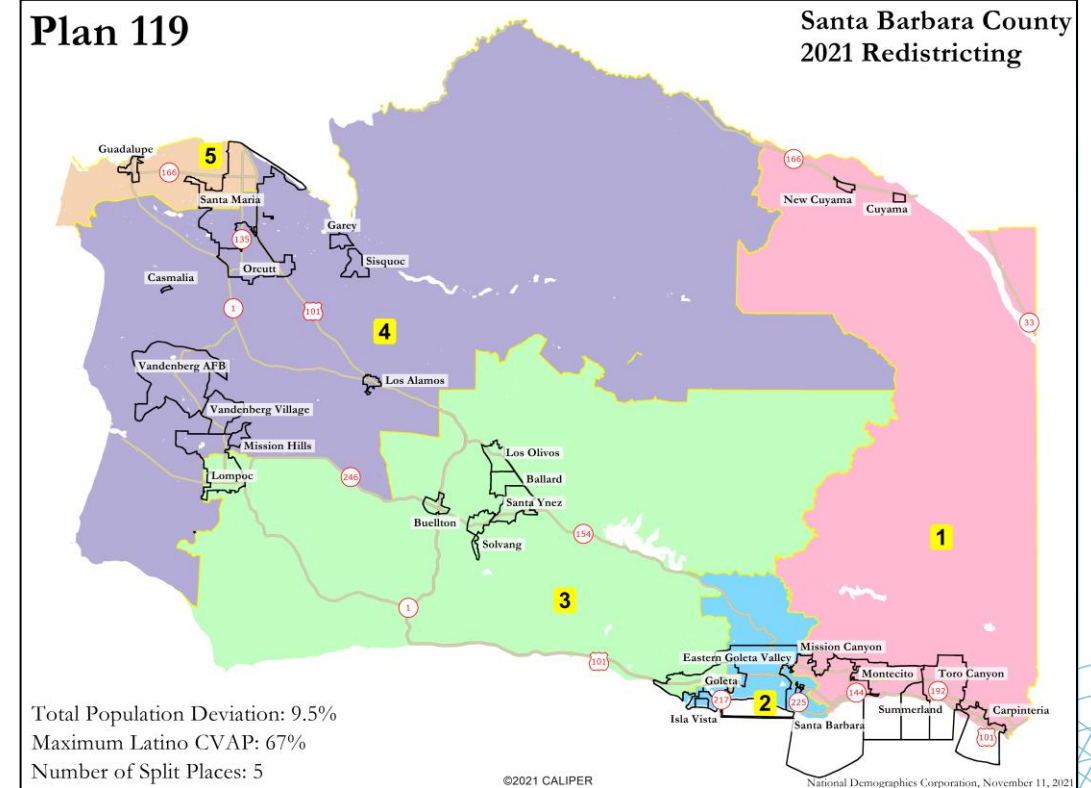 Plan 119
Santa Barbara County
2021 Redistricting
Guadalupe
5
166
166
Santa Maria
New Cuyama
Cuyama
Garey
135
Sisquoc
Orcutt
Casmalia
1
101
33
4
Vandenberg AFB
Los Alamos
Vandenberg Village
Mission Hills
Los Olivos
Lompoc
246
Ballard
Santa Ynez
Buellton
154
Solvang
1
3
1
101
Mission Canyon
Eastern Goleta Valley
Goleta
Montecito
Toro Canyon
217
2
225
144
192
Isla Vista
Summerland
Carpinteria
Santa Barbara
101
Total Population Deviation: 9.5%
Maximum Latino CVAP: 67%
Number of Split Places: 5
©2021 CALIPER
National Demographics Corporation, November 11, 2021